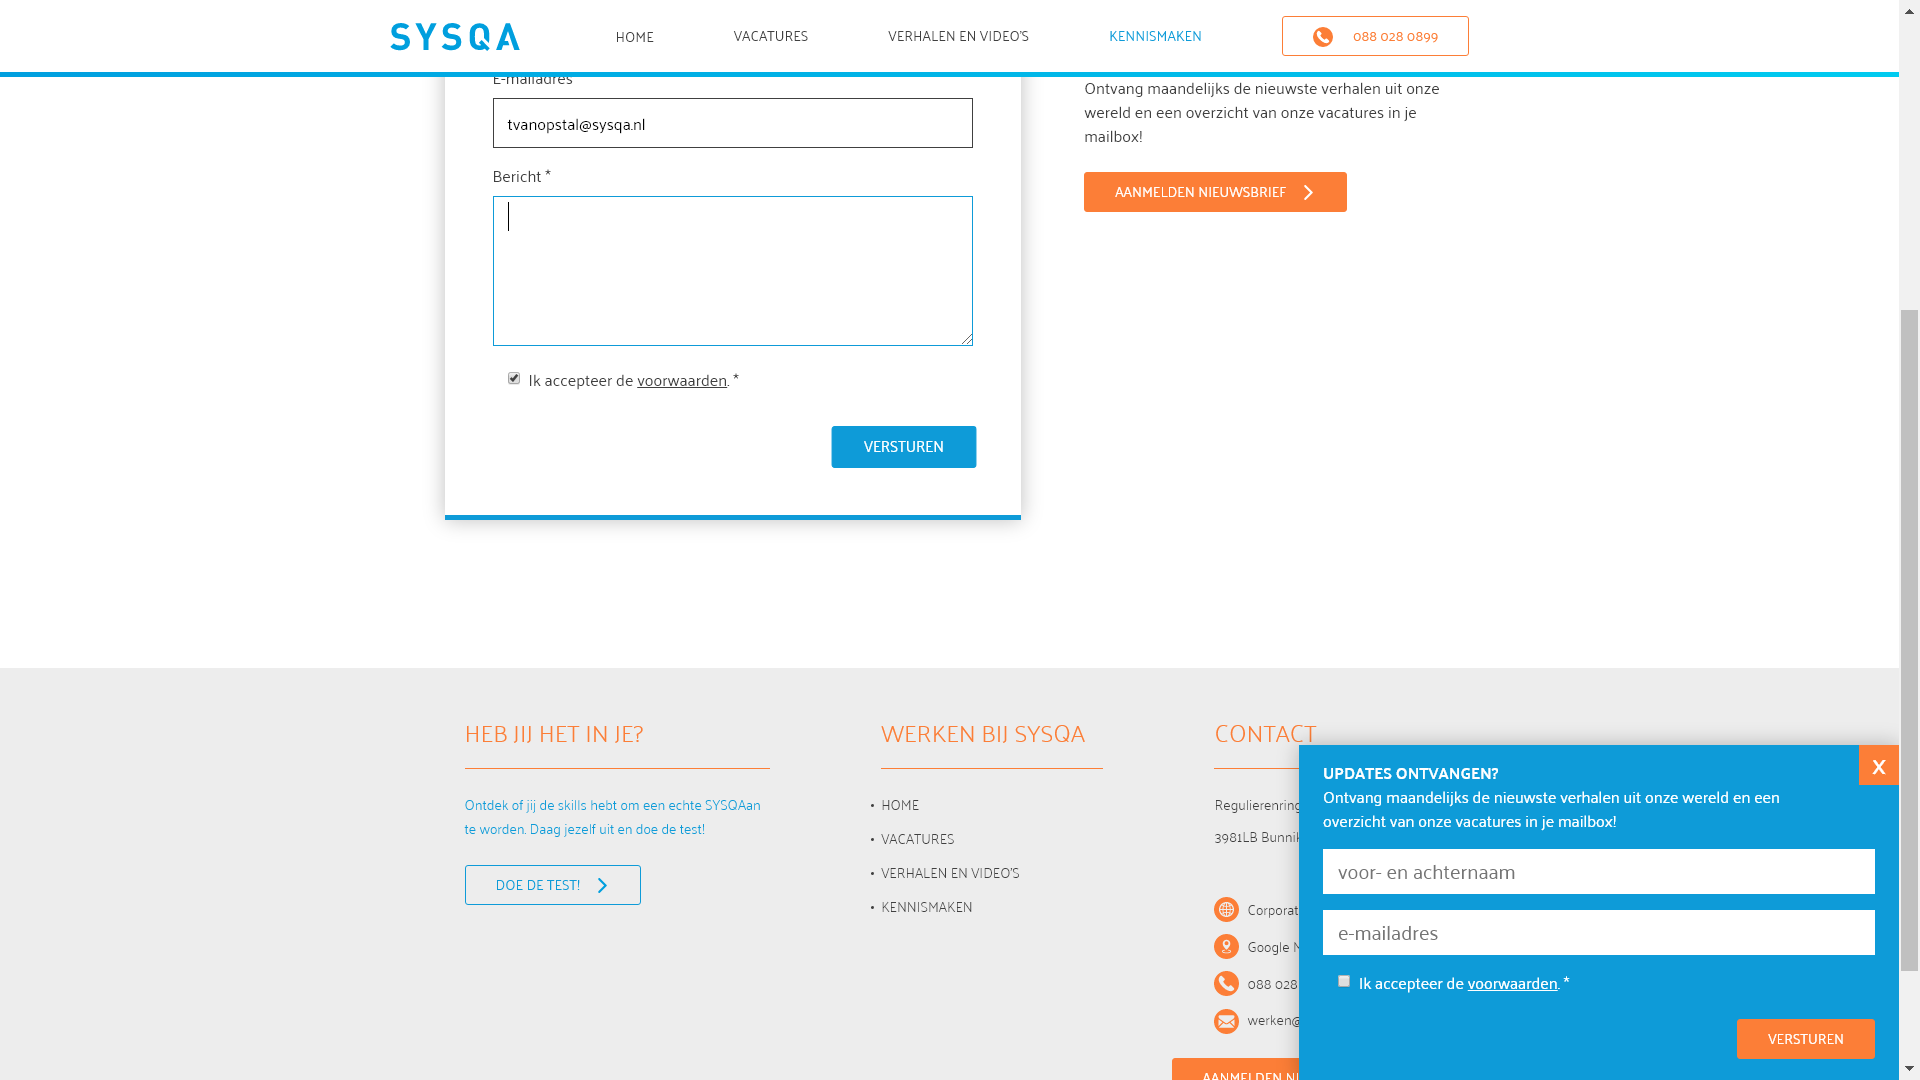 SYSQA
HOME
VACATURES
VERHALEN EN VIDEO'S
KENNISMAKEN
088 028 0899
E-mailadres
tvanopstal@sysqa.nl
Bericht *
Ik accepteer de voorwaarden. *
VERSTUREN
Ontvang maandelijks de nieuwste verhalen uit onze
wereld en een overzicht van onze vacatures in je
mailbox!
AANMELDEN NIEUWSBRIEF
HEB JIJ HET IN JE?
Ontdek of jij de skills hebt om een echte SYSQAan
te worden. Daag jezelf uit en doe de test!
DOE DE TEST!
WERKEN BIJ SYSQA
• HOME
• VACATURES
• VERHALEN EN VIDEO'S
• KENNISMAKEN
CONTACT
Regulierenring
3981LB Bunnik
Corporat
Google M
088 028
werken@
AANMELDEN NI
UPDATES ONTVANGEN?
X
Ontvang maandelijks de nieuwste verhalen uit onze wereld en een
overzicht van onze vacatures in je mailbox!
voor- en achternaam
e-mailadres
Ik accepteer de voorwaarden. *
VERSTUREN